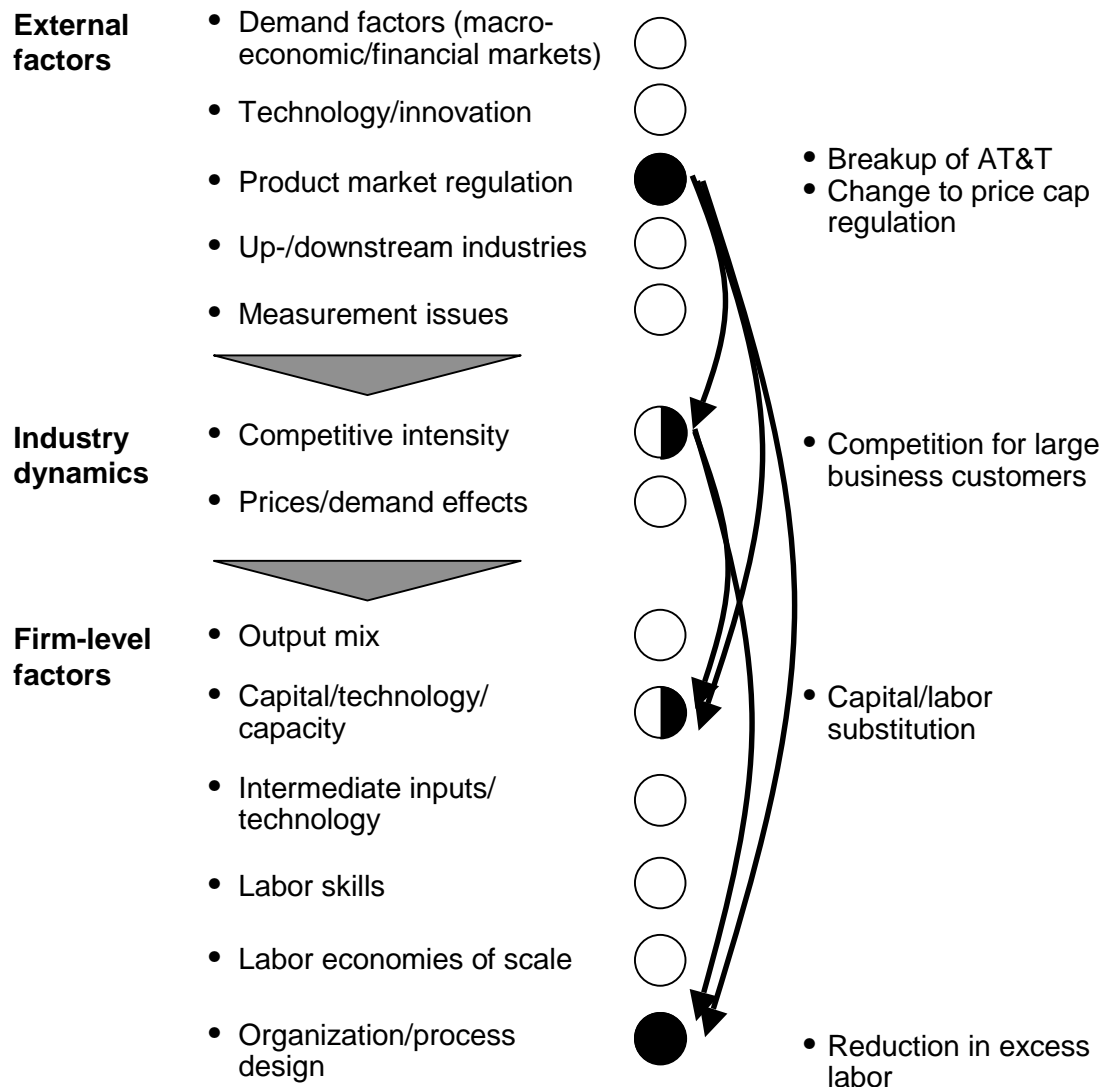 External
factors
• Demand factors (macro-
economic/financial markets)
• Technology/innovation
• Product market regulation
• Breakup of AT&T
• Change to price cap
regulation
• Up-/downstream industries
• Measurement issues
Industry
dynamics
• Competitive intensity
• Competition for large
business customers
• Prices/demand effects
Firm-level
factors
• Output mix
• Capital/technology/
capacity
• Capital/labor
substitution
• Intermediate inputs/
technology
• Labor skills
• Labor economies of scale
• Organization/process
design
• Reduction in excess
labor